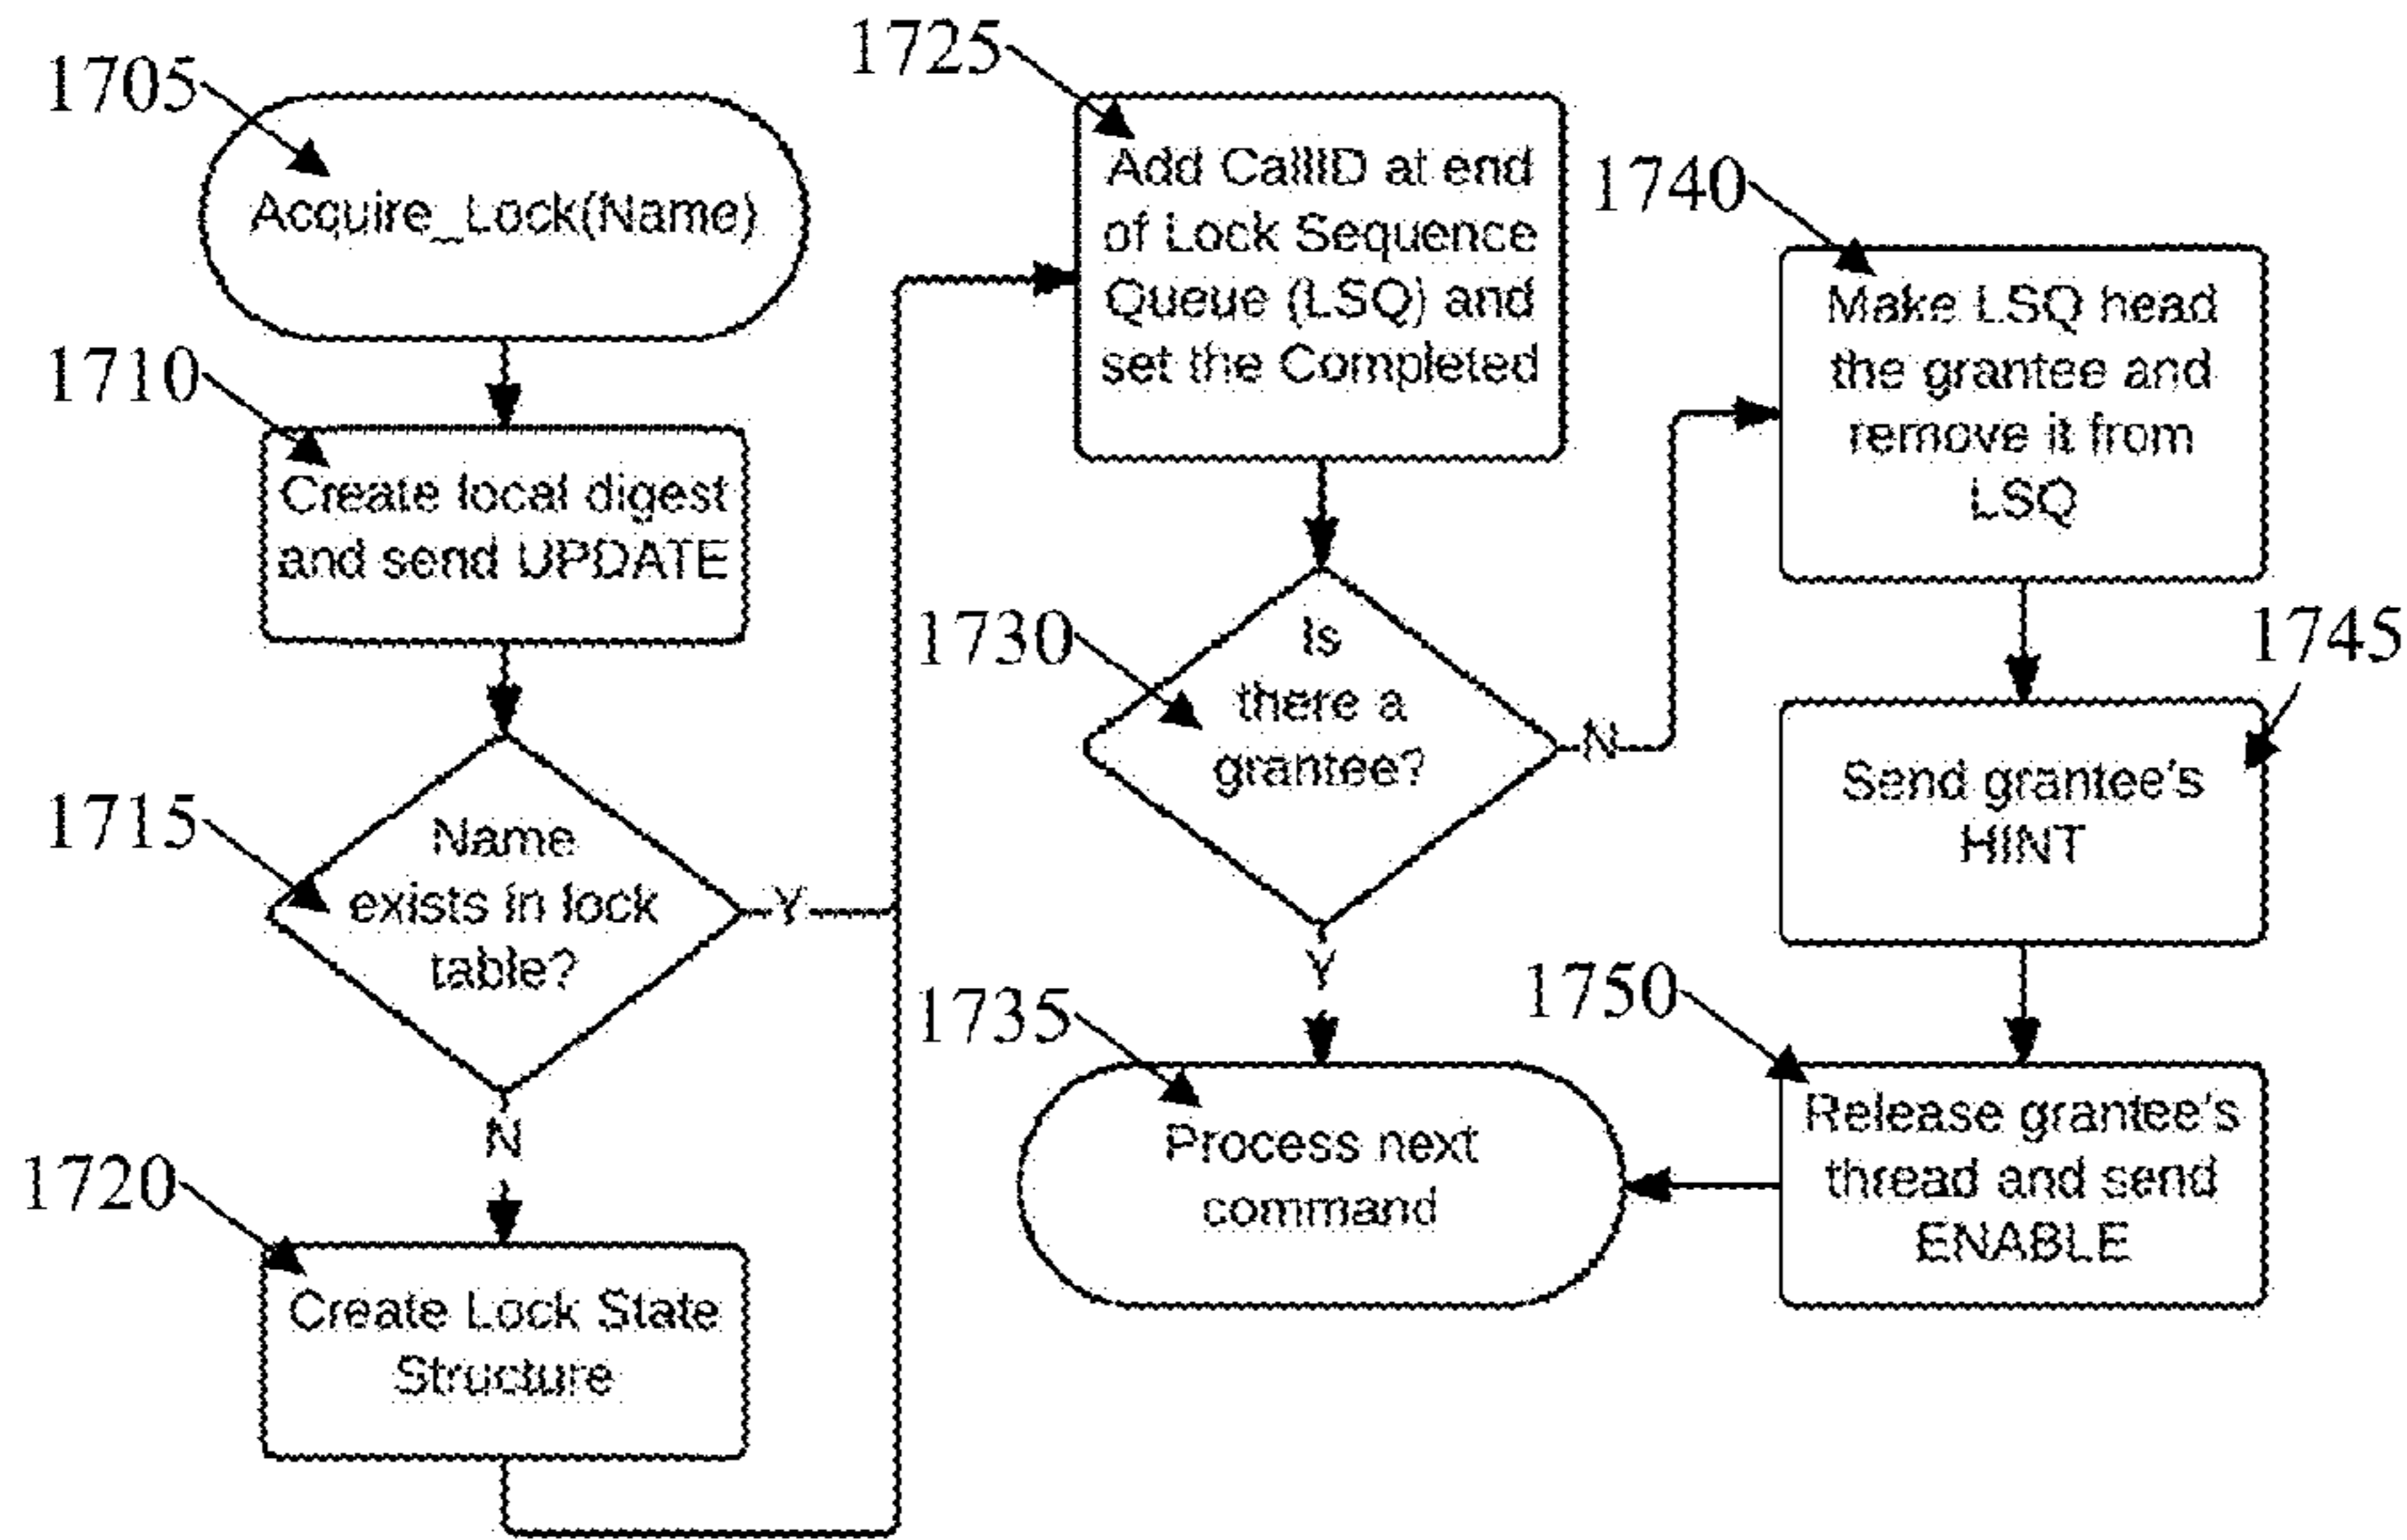 1705
Acquire_Lock(Name)
1710
Create local digest
and send UPDATE
1715
Name
exists in lock
table?
Y
N
1720
Create Lock State
Structure
1725
Add CallID at end
of Lock Sequence
Queue (LSQ) and
set the Completed
1730
Is
there a
grantee?
N
Y
1735
Process next
command
1740
Make LSQ head
the grantee and
remove it from
LSQ
1745
Send grantee's
HINT
1750
Release grantee's
thread and send
ENABLE